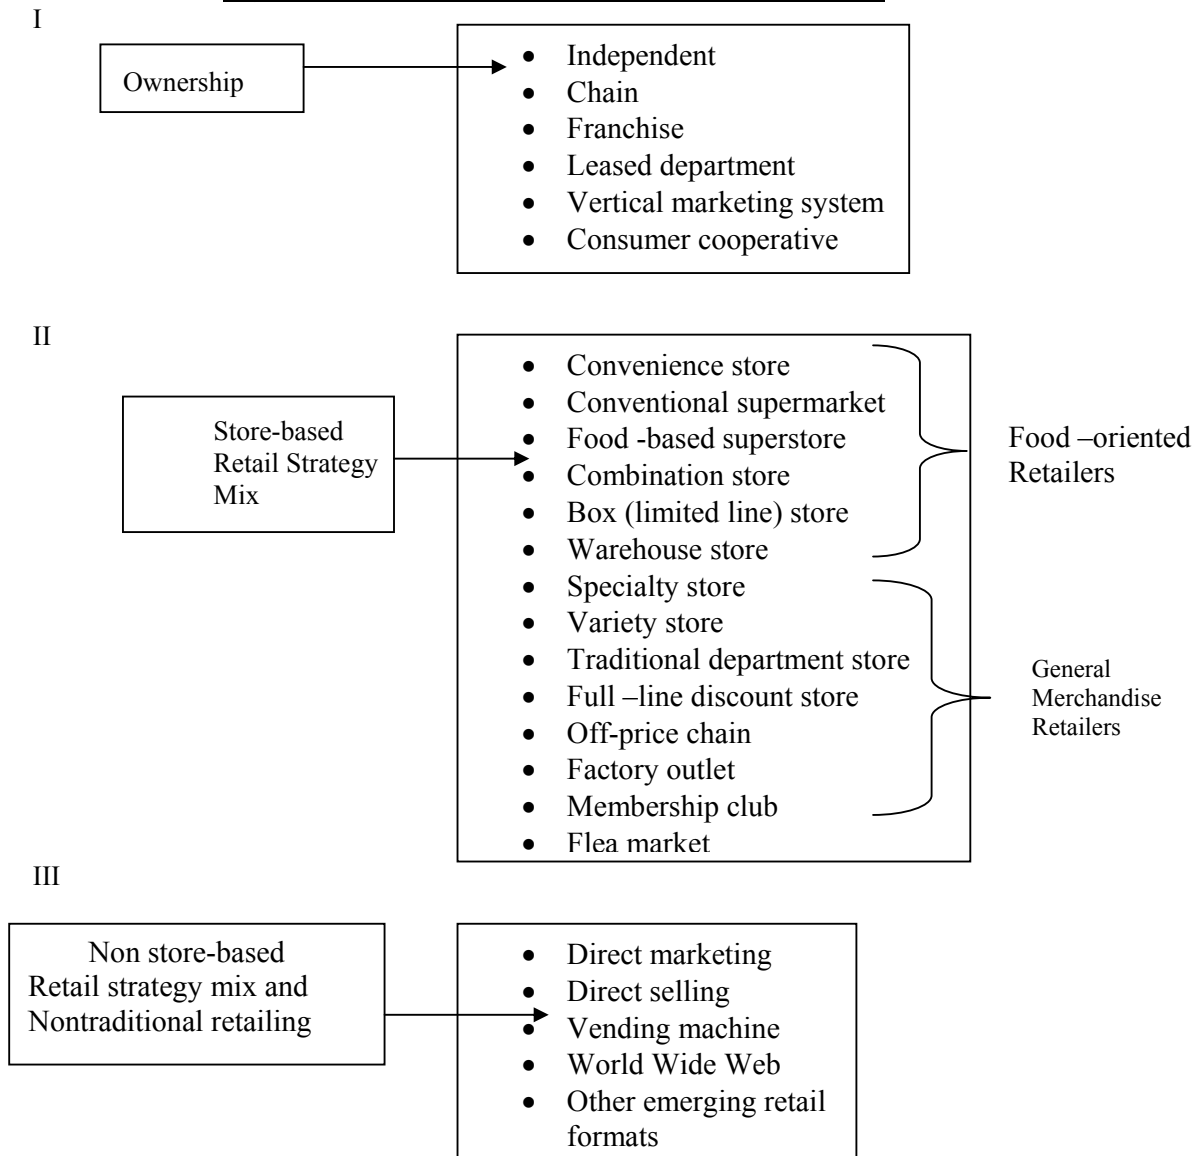 I
Ownership
• Independent
• Chain
• Franchise
• Leased department
• Vertical marketing system
• Consumer cooperative
II
Store-based
Retail Strategy
Mix
• Convenience store
• Conventional supermarket
• Food -based superstore
• Combination store
• Box (limited line) store
• Warehouse store
• Specialty store
• Variety store
• Traditional department store
• Full –line discount store
• Off-price chain
• Factory outlet
• Membership club
• Flea market
Food –oriented
Retailers
General
Merchandise
Retailers
III
Non store-based
Retail strategy mix and
Nontraditional retailing
• Direct marketing
• Direct selling
• Vending machine
• World Wide Web
• Other emerging retail
formats